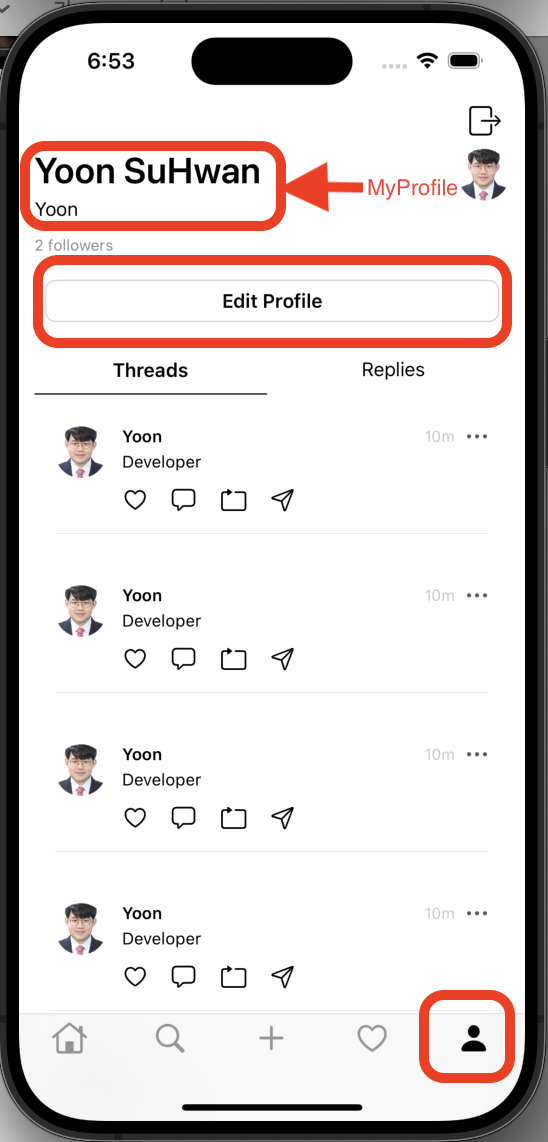 6:53
Yoon SuHwan
MyProfile
Yoon
2 followers
Edit Profile
Threads Replies
Yoon 10m
Developer
Yoon 10m
Developer
Yoon 10m
Developer
Yoon 10m
Developer